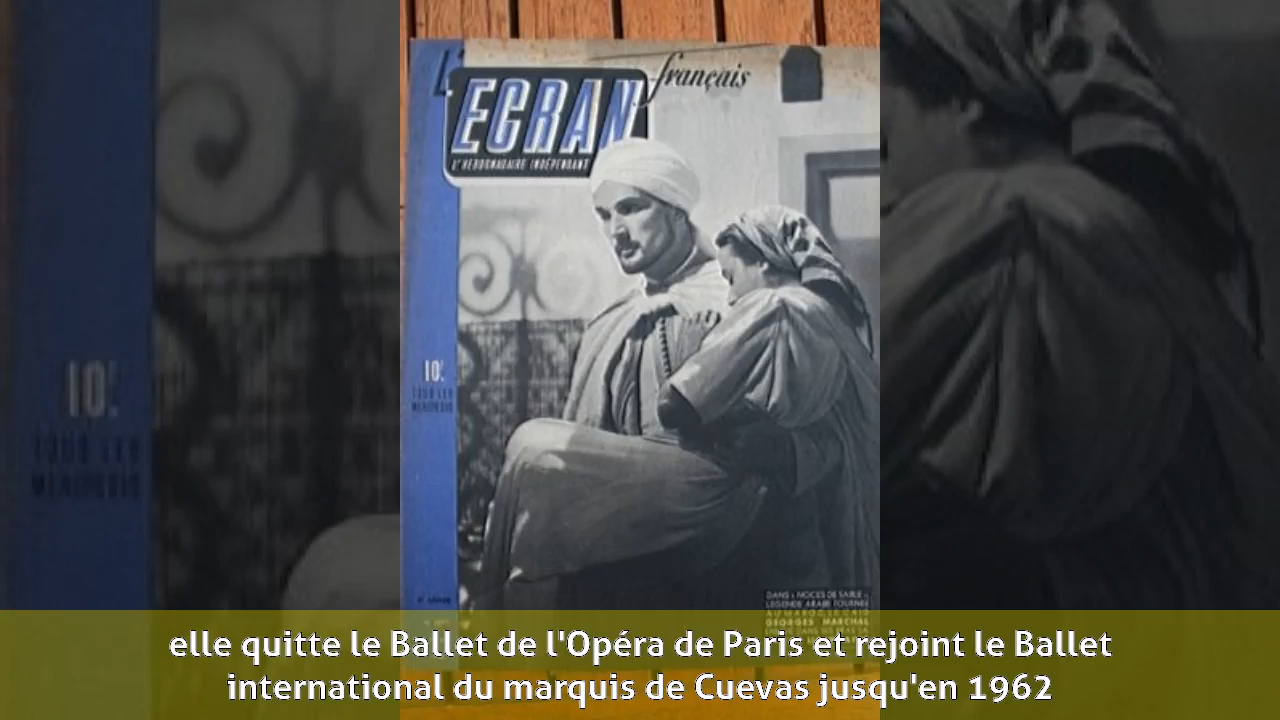 L'ECRAN français
L'HEBDOMADAIRE INDÉPENDANT
10F.
TOUS LES
MERCREDIS
DANS « NOCES DE SABLE »
LÉGENDE ARABE TOURNÉE
AU MAROC, LE CAID
GEORGES MARCHAL
elle quitte le Ballet de l'Opéra de Paris et rejoint le Ballet
international du marquis de Cuevas jusqu'en 1962